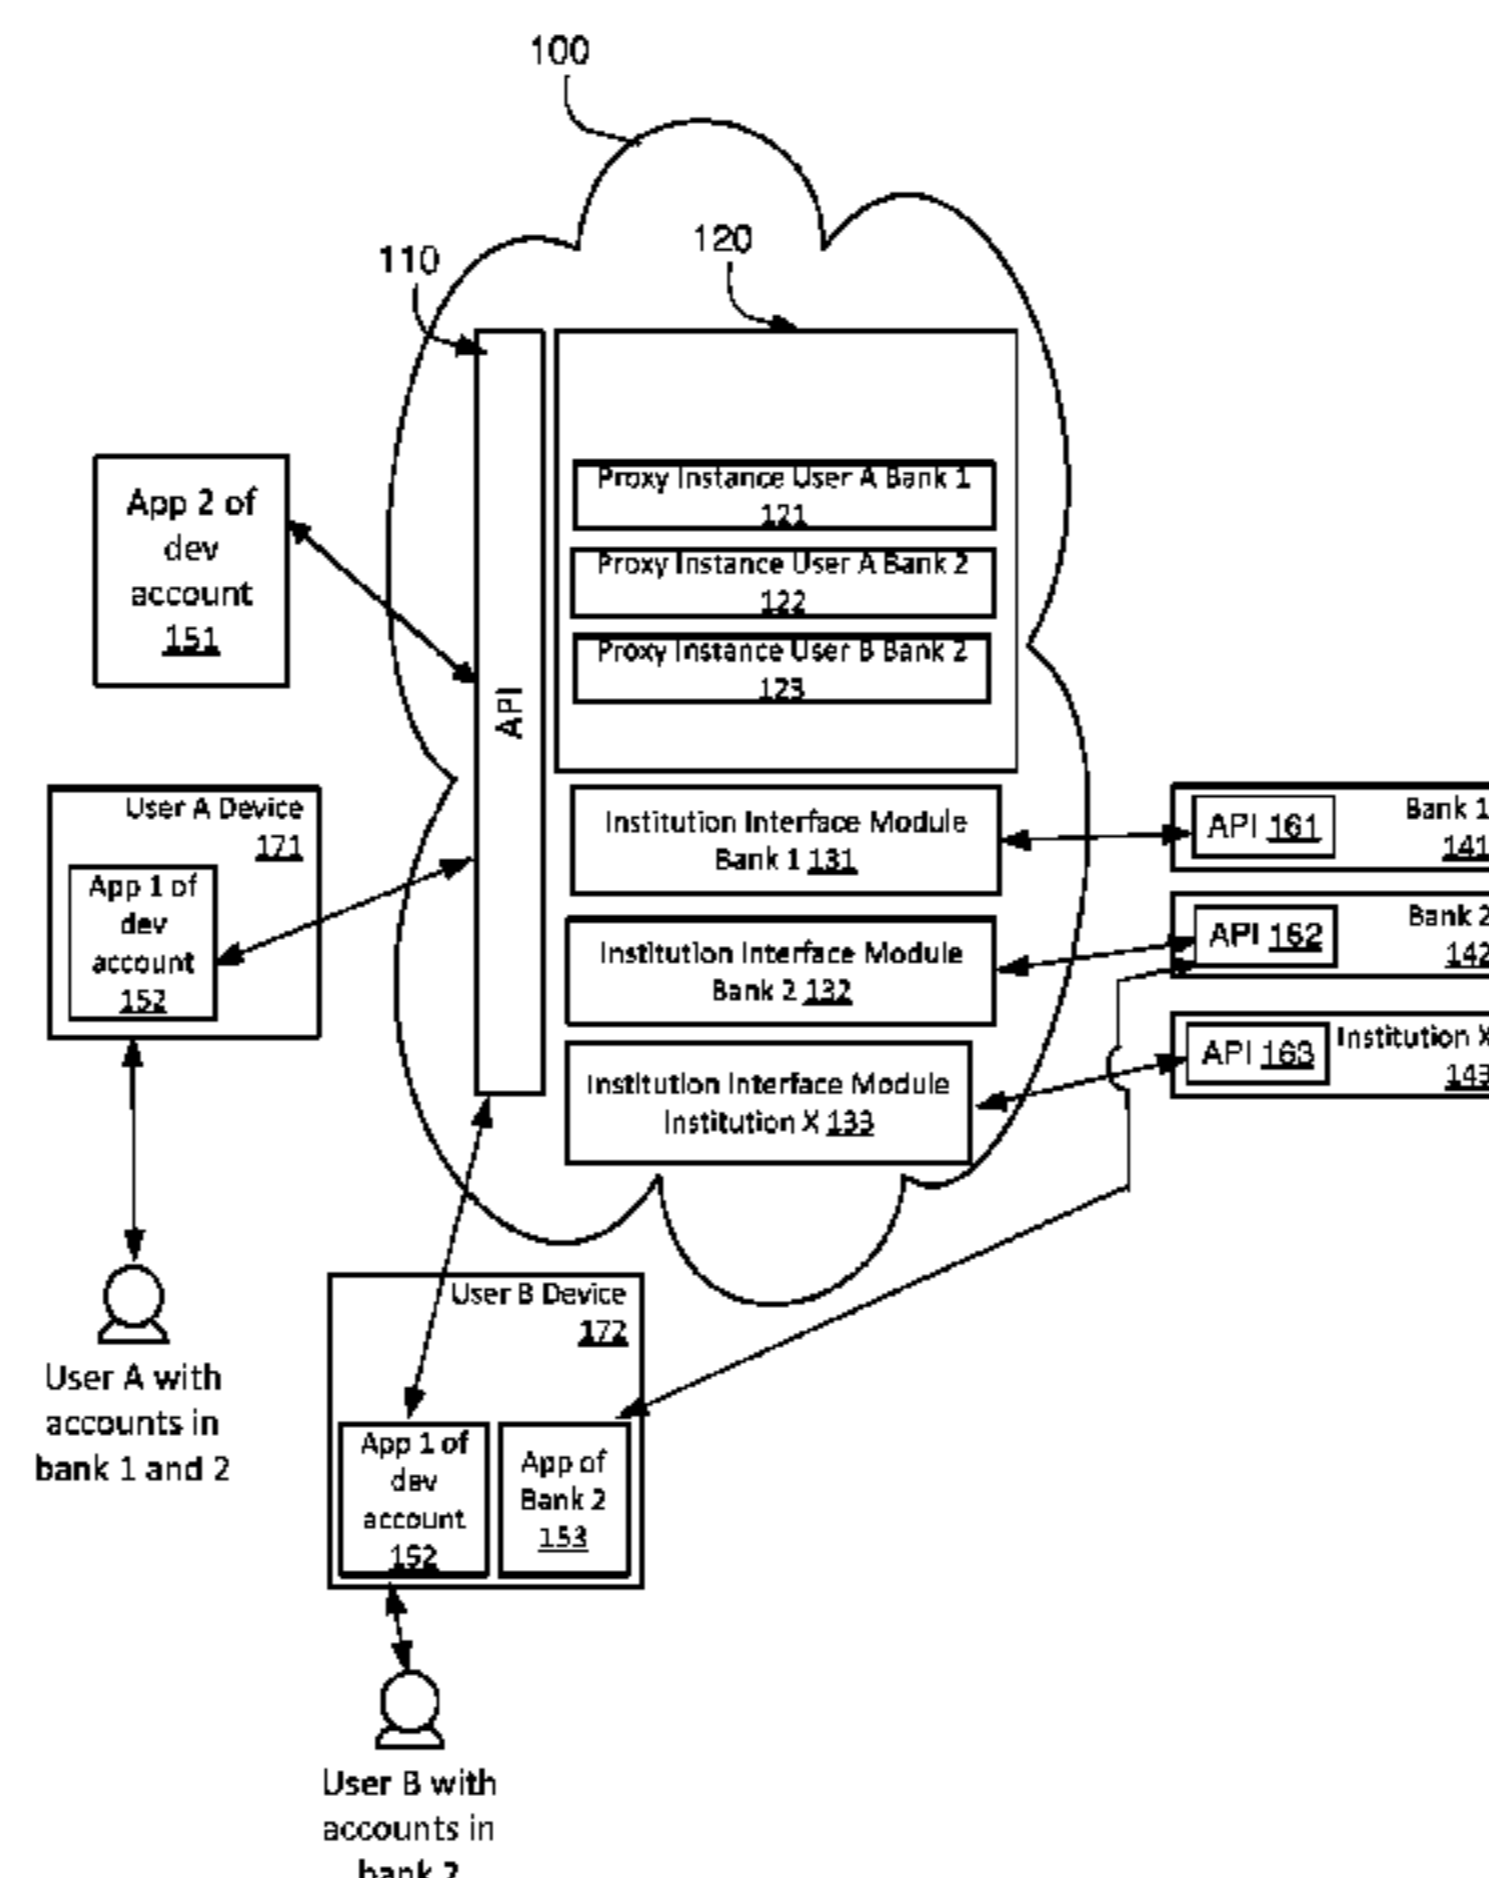 100
120
110
Proxy Instance User A Bank 1
121
Proxy Instance User A Bank 2
122
Proxy Instance User B Bank 2
123
App 2 of
dev
account
151
API
User A Device
171
App 1 of
dev
account
152
Institution Interface Module
Bank 1 131
Institution Interface Module
Bank 2 132
Institution Interface Module
Institution X 133
API 161
Bank 1
141
API 162
Bank 2
142
API 163
Institution X
143
User A with
accounts in
bank 1 and 2
User B Device
172
App 1 of
dev
account
152
App of
Bank 2
153
User B with
accounts in
bank 2